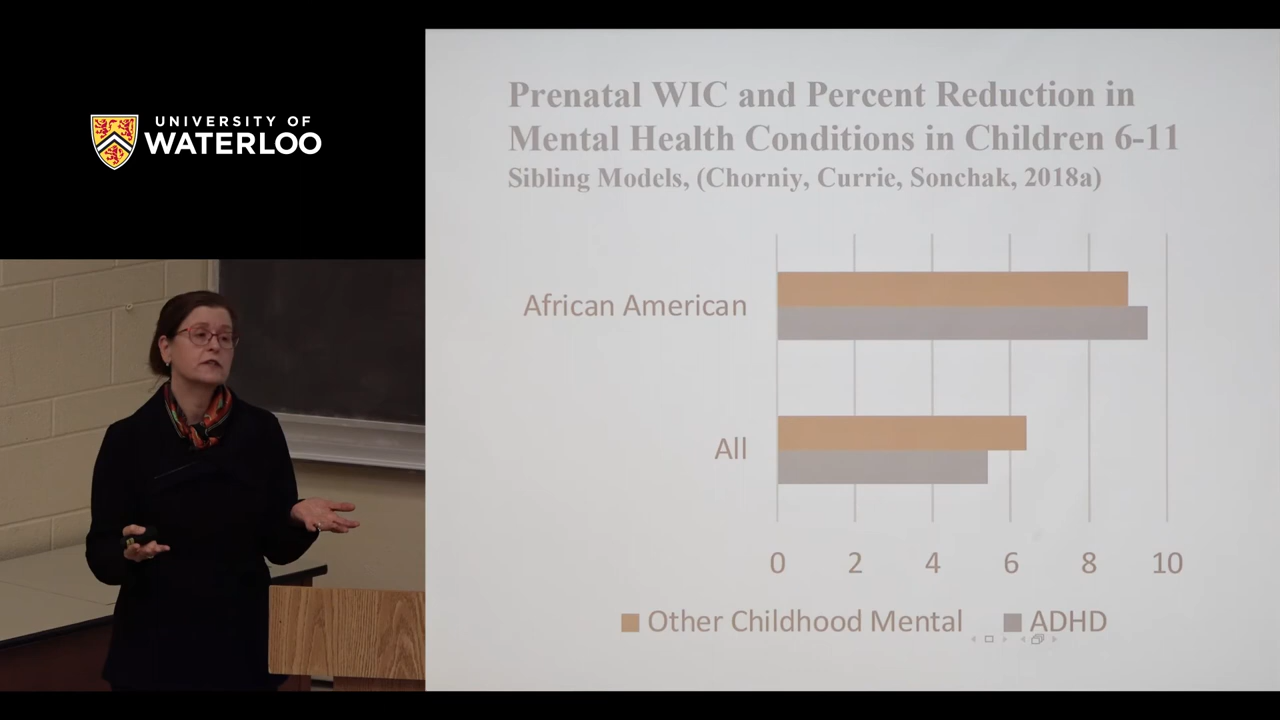 UNIVERSITY OF
WATERLOO
Prenatal WIC and Percent Reduction in
Mental Health Conditions in Children 6-11
Sibling Models, (Chorniy, Currie, Sonchak, 2018a)
African American
All
0 2 4 6 8 10
Other Childhood Mental ADHD